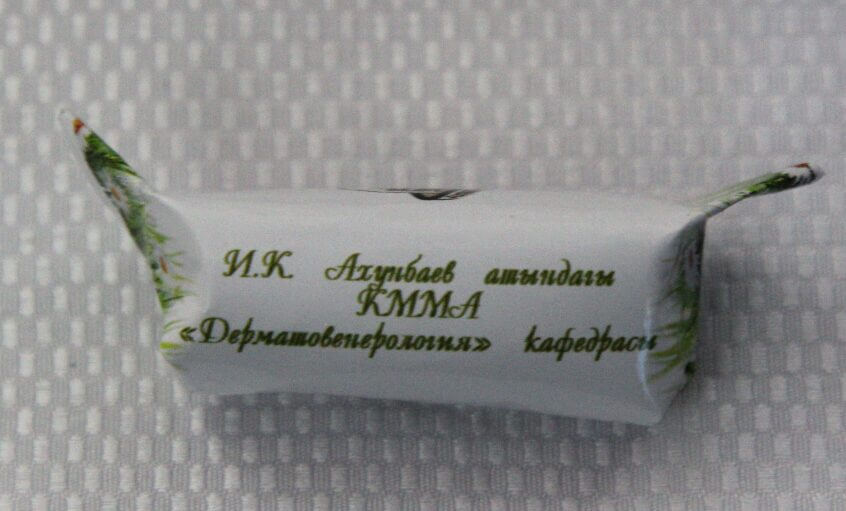 И.К. Ахунбаев атындагы
КММА
«Дерматовенерология» кафедрасы